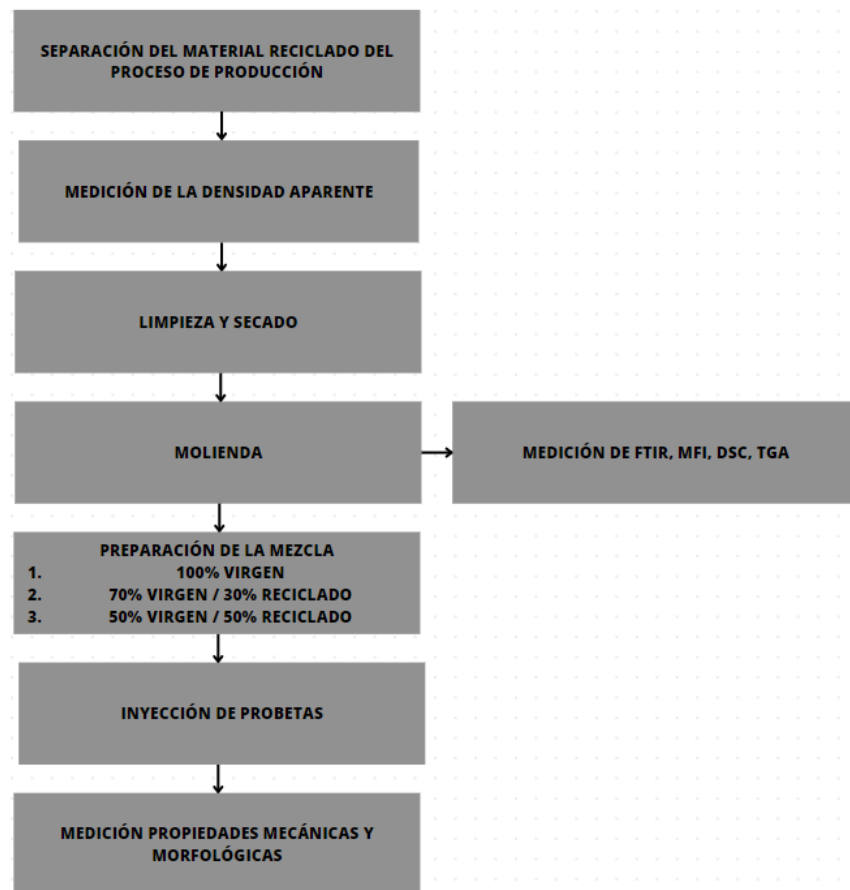 SEPARACIÓN DEL MATERIAL RECICLADO DEL
PROCESO DE PRODUCCIÓN
MEDICIÓN DE LA DENSIDAD APARENTE
LIMPIEZA Y SECADO
MOLIENDA
MEDICIÓN DE FTIR, MFI, DSC, TGA
PREPARACIÓN DE LA MEZCLA
1. 100% VIRGEN
2. 70% VIRGEN / 30% RECICLADO
3. 50% VIRGEN / 50% RECICLADO
INYECCIÓN DE PROBETAS
MEDICIÓN PROPIEDADES MECÁNICAS Y
MORFOLÓGICAS